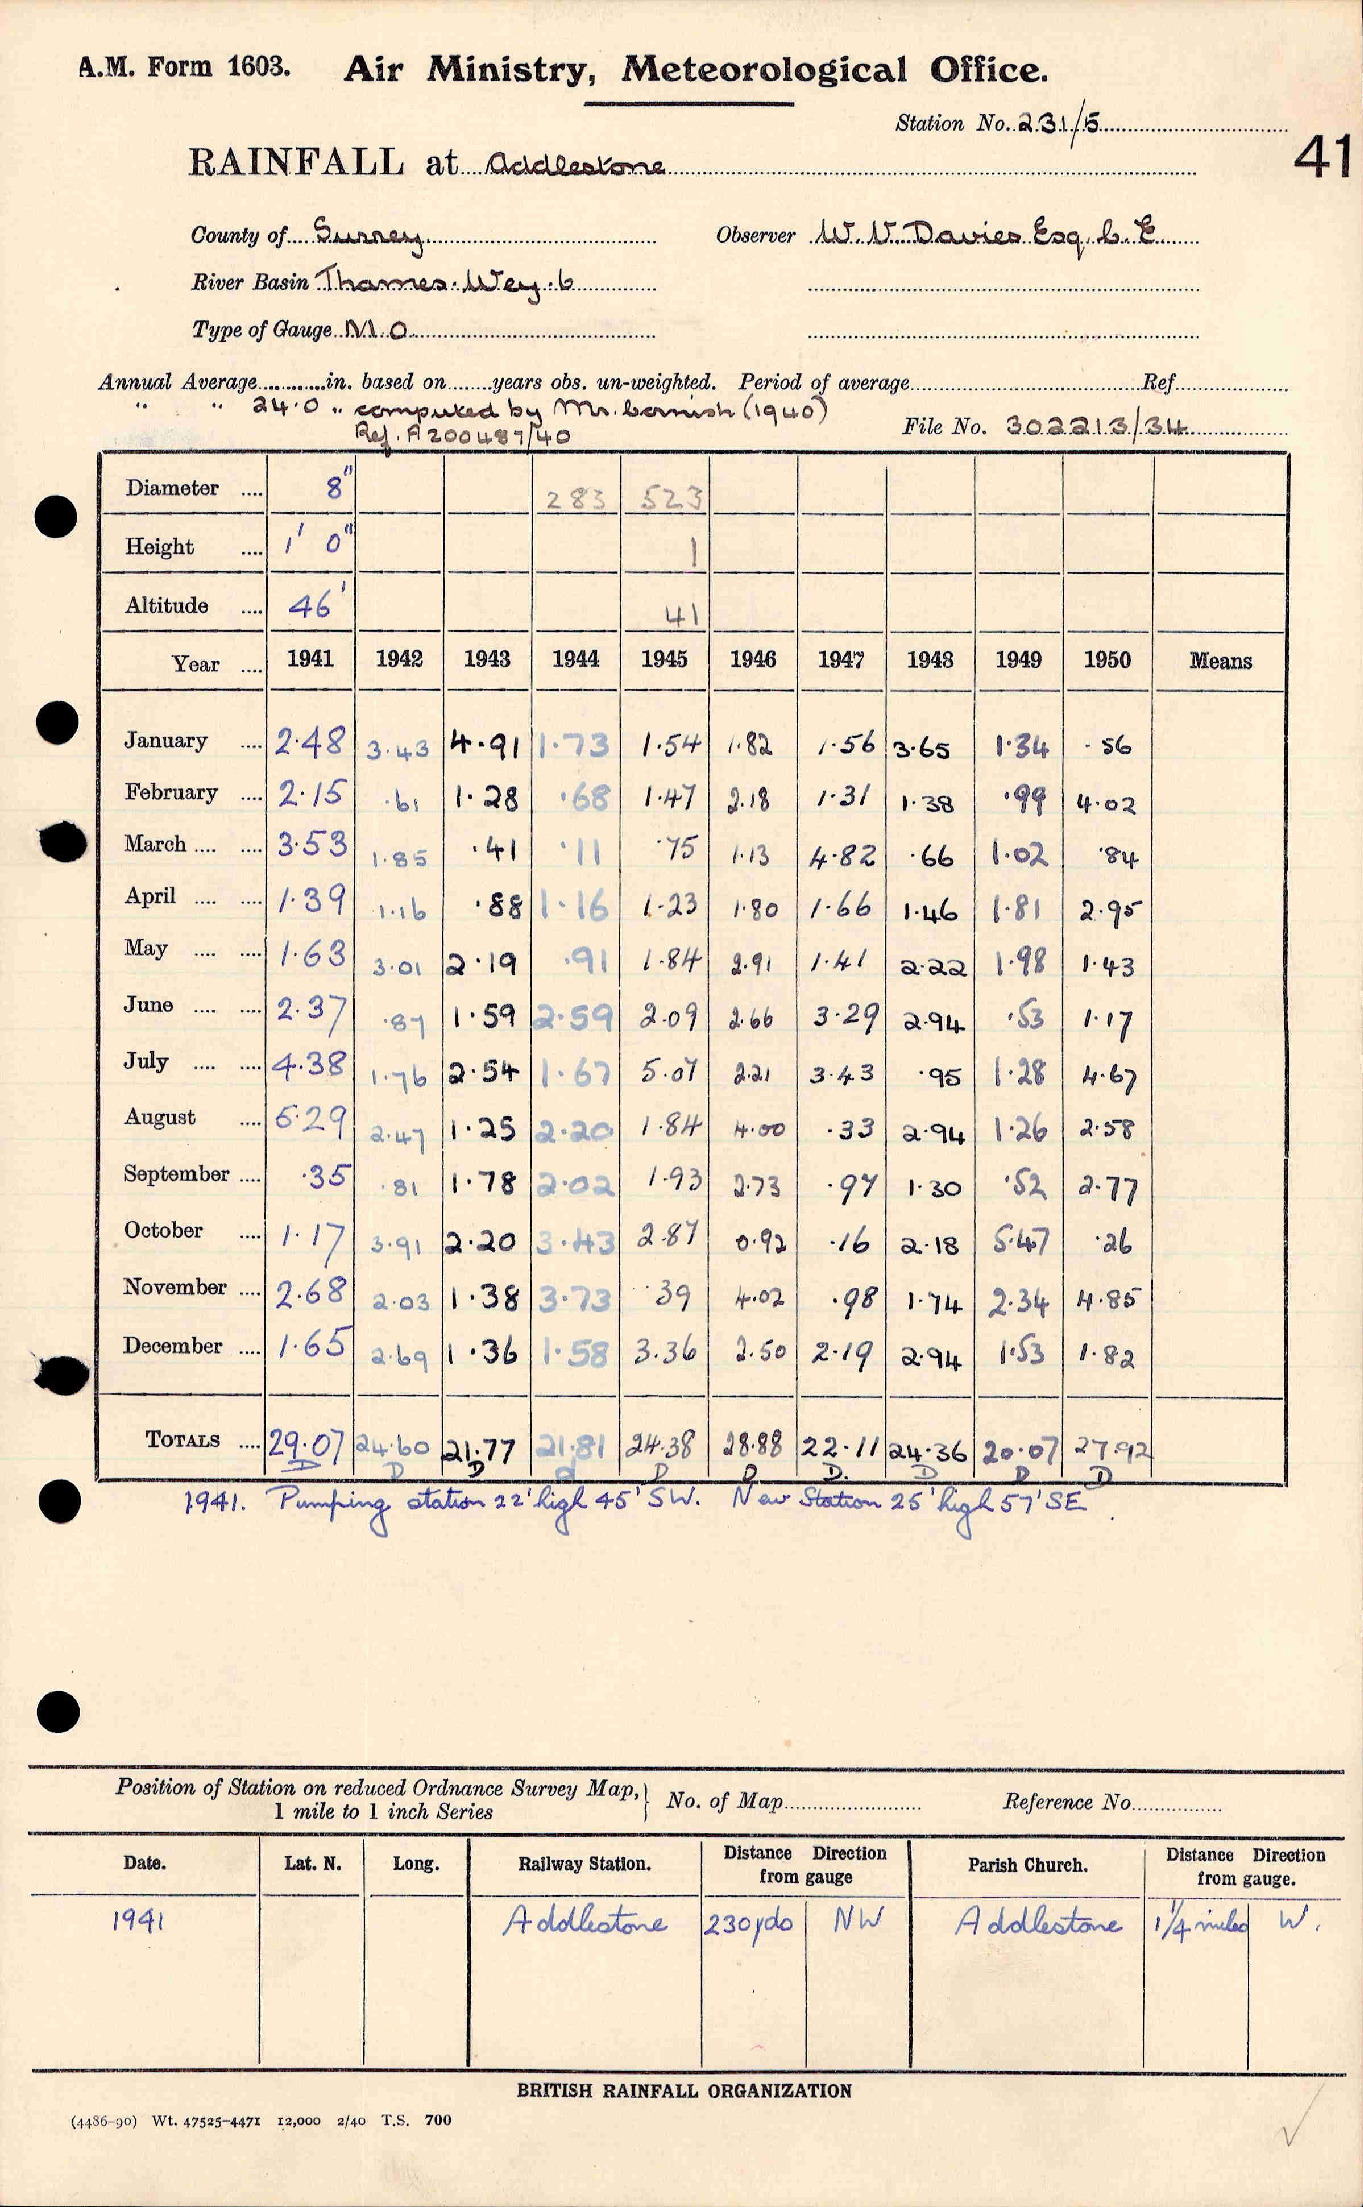 A.M. Form 1603. Air Ministry, Meteorological Office.
Station No. 231/5
41
RAINFALL at Addlestone
County of Surrey Observer W. V. Davies Esq. C. E
River Basin Thames. Wey. 6
Type of Gauge M.O
Annual Average............in. based on........years obs. un-weighted. Period of average........ Ref........
" " 24.0 " computed by Mr. Cornish (1940)
Ref. A 200487/40 File No. 302213/34
Diameter .... 8" 283 523
Height .... 1' 0" 1
Altitude .... 46' 41
Year .... 1941 1942 1943 1944 1945 1946 1947 1948 1949 1950 Means
January .... 2.48 3.43 4.91 1.73 1.54 1.82 1.56 3.65 1.34 .56
February .... 2.15 .61 1.28 .68 1.47 2.18 1.31 1.38 .99 4.02
March .... .... 3.53 1.85 .41 .11 .75 1.13 4.82 .66 1.02 .84
April .... .... 1.39 1.16 .88 1.16 1.23 1.80 1.66 1.46 1.81 2.95
May .... .... 1.63 3.01 2.19 .91 1.84 2.91 1.41 2.22 1.98 1.43
June .... .... 2.37 .87 1.59 2.59 2.09 2.66 3.29 2.94 .53 1.17
July .... .... 4.38 1.76 2.54 1.67 5.07 2.21 3.43 .95 1.28 4.67
August .... 5.29 2.47 1.25 2.20 1.84 4.00 .33 2.94 1.26 2.58
September .... .35 .81 1.78 2.02 1.93 2.73 .97 1.30 .52 2.77
October .... 1.17 3.91 2.20 3.43 2.87 0.92 .16 2.18 5.47 .26
November .... 2.68 2.03 1.38 3.73 .39 4.02 .98 1.74 2.34 4.85
December .... 1.65 2.69 1.36 1.58 3.36 2.50 2.19 2.94 1.53 1.82
TOTALS .... 29.07 24.60 21.77 21.81 24.38 28.88 22.11 24.36 20.07 27.92
D D D d D D D. D D D
1941. Pumping station 22' high 45' SW. New Station 25' high 57' SE.
Position of Station on reduced Ordnance Survey Map, } No. of Map........ Reference No........
1 mile to 1 inch Series
Date. Lat. N. Long. Railway Station. Distance Direction from gauge Parish Church. Distance Direction from gauge.
1941 Addlestone 230yds NW Addlestone 1/4 miles W.
BRITISH RAINFALL ORGANIZATION
(4486-90) Wt. 47525-4471 12,000 2/40 T.S. 700